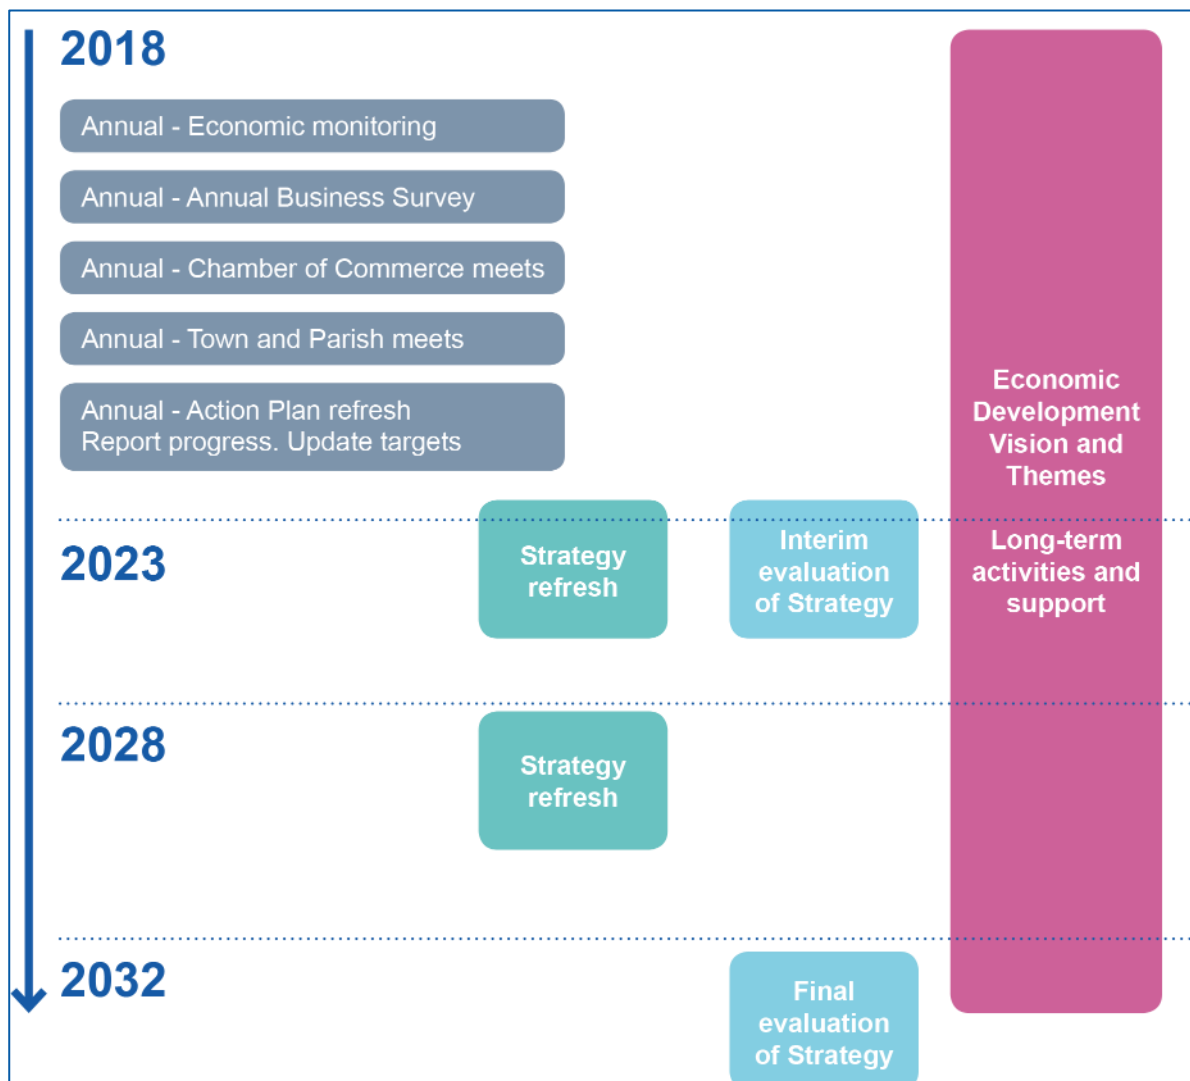 2018
Annual - Economic monitoring
Annual - Annual Business Survey
Annual - Chamber of Commerce meets
Annual - Town and Parish meets
Annual - Action Plan refresh
Report progress. Update targets
Economic
Development
Vision and
Themes
Long-term
activities and
support
2023
Strategy
refresh
Interim
evaluation
of Strategy
2028
Strategy
refresh
2032
Final
evaluation
of Strategy